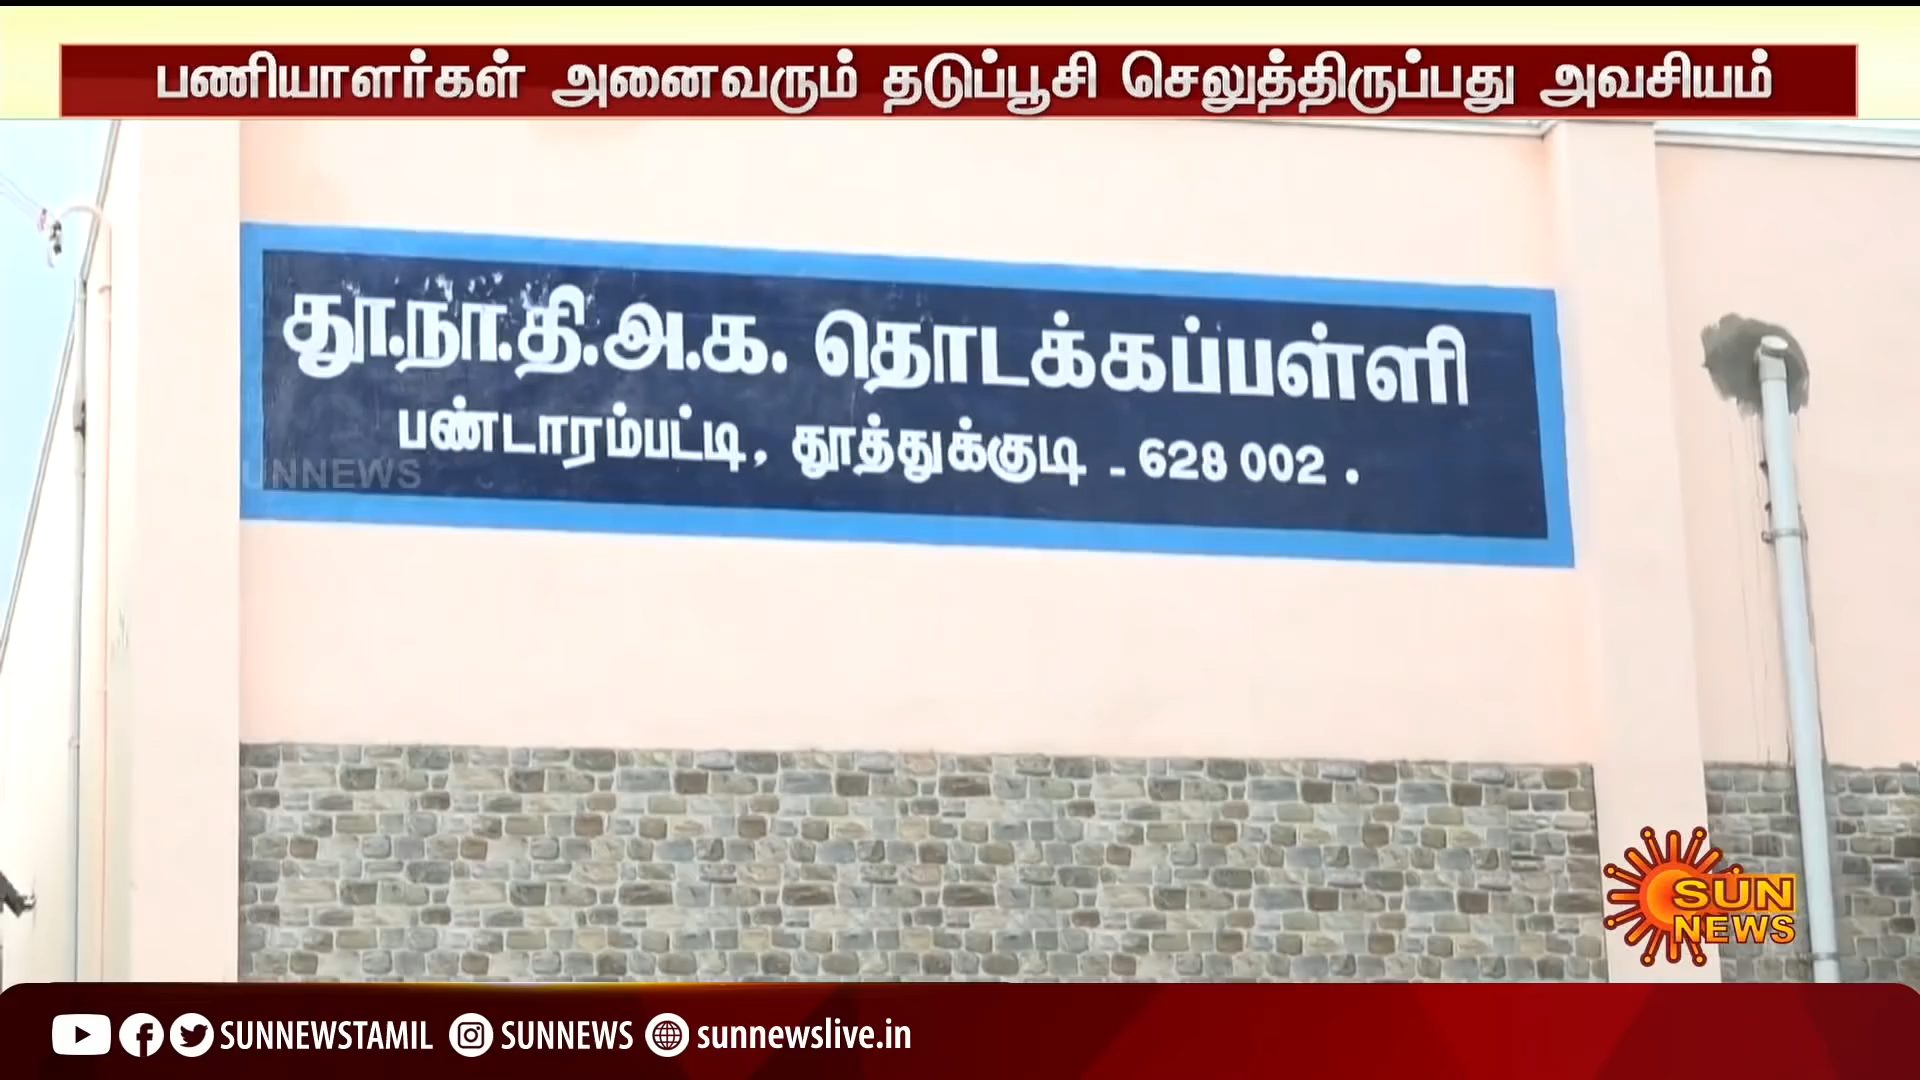 பணியாளர்கள் அனைவரும் தடுப்பூசி செலுத்திருப்பது அவசியம்
தூ.நா.தி.அ.க. தொடக்கப்பள்ளி
பண்டாரம்பட்டி, தூத்துக்குடி - 628 002 .
SUNNEWS
SUN
NEWS
SUNNEWSTAMIL SUNNEWS sunnewslive.in